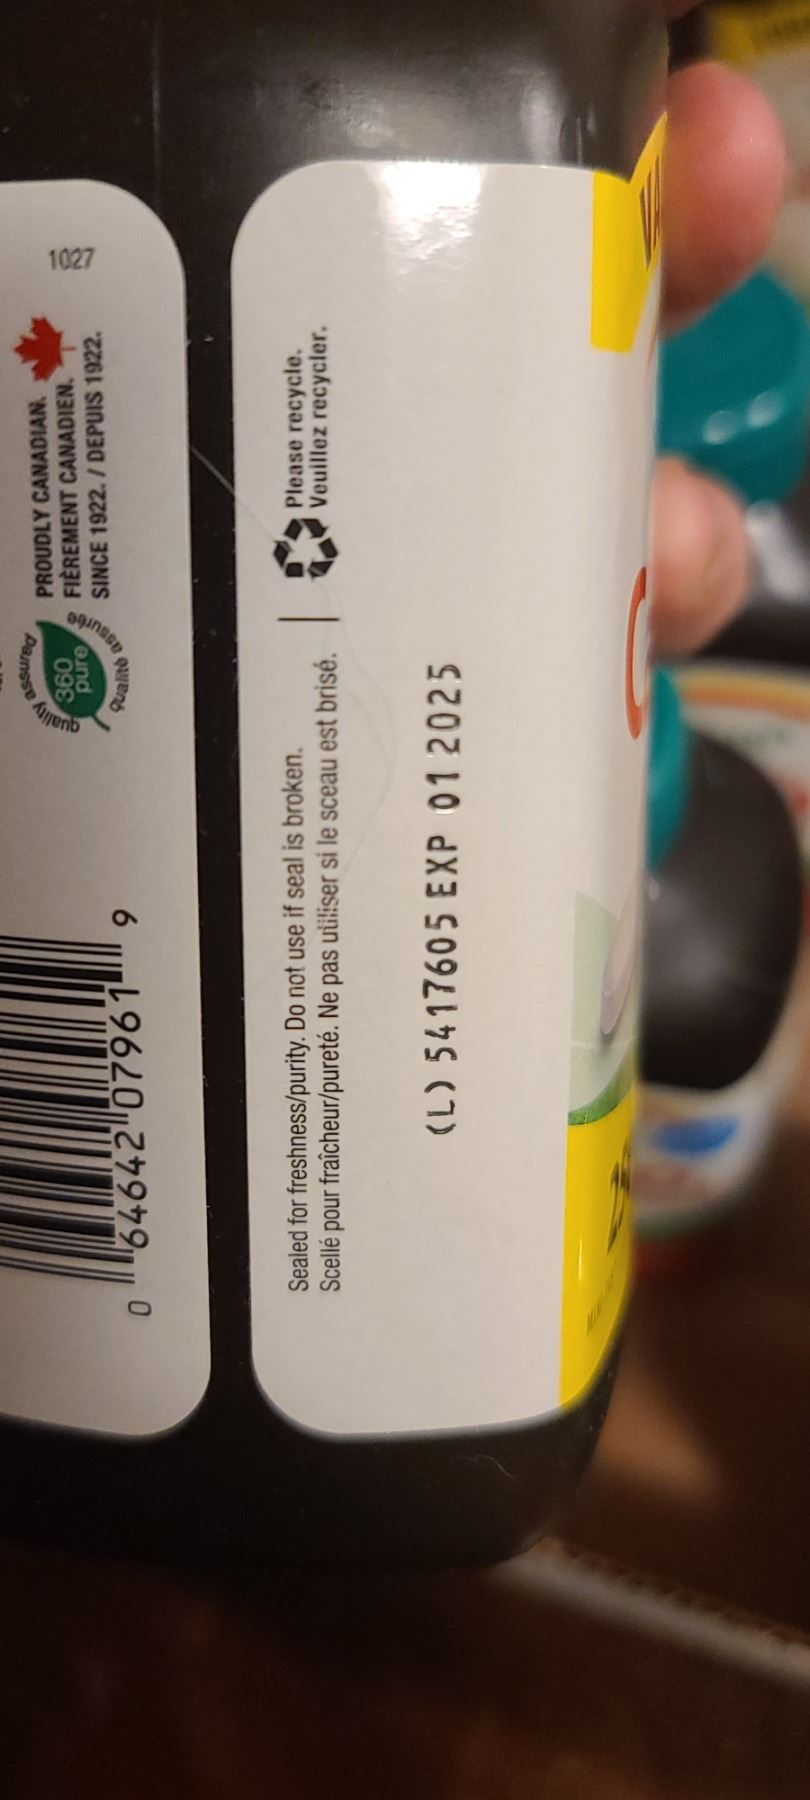 quality assured
360
pure
qualité assurée
PROUDLY CANADIAN.
FIÈREMENT CANADIEN.
SINCE 1922. / DEPUIS 1922.
1027
0 64642 07961 9
Sealed for freshness/purity. Do not use if seal is broken.
Scellé pour fraîcheur/pureté. Ne pas utiliser si le sceau est brisé.
Please recycle.
Veuillez recycler.
(L) 5417605 EXP 01 2025